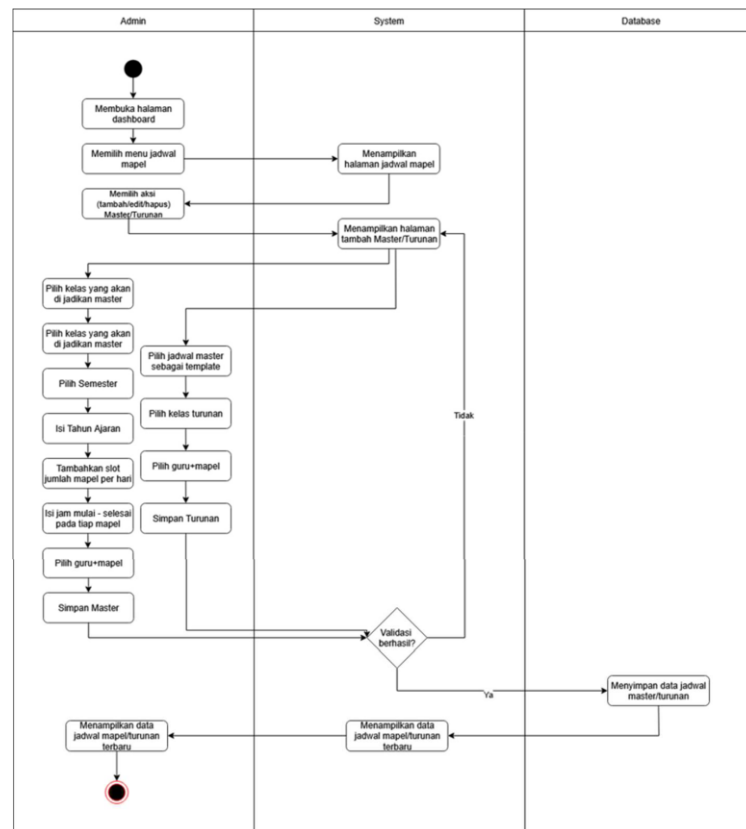 Admin
System
Database
Membuka halaman
dashboard
Memilih menu jadwal
mapel
Menampilkan
halaman jadwal mapel
Memilih aksi
(tambah/edit/hapus)
Master/Turunan
Menampilkan halaman
tambah Master/Turunan
Pilih kelas yang akan
di jadikan master
Pilih kelas yang akan
di jadikan master
Pilih Semester
Isi Tahun Ajaran
Tambahkan slot
jumlah mapel per hari
Isi jam mulai - selesai
pada tiap mapel
Pilih guru+mapel
Simpan Master
Pilih jadwal master
sebagai template
Pilih kelas turunan
Pilih guru+mapel
Simpan Turunan
Tidak
Validasi
berhasil?
Ya
Menyimpan data jadwal
master/turunan
Menampilkan data
jadwal mapel/turunan
terbaru
Menampilkan data
jadwal mapel/turunan
terbaru